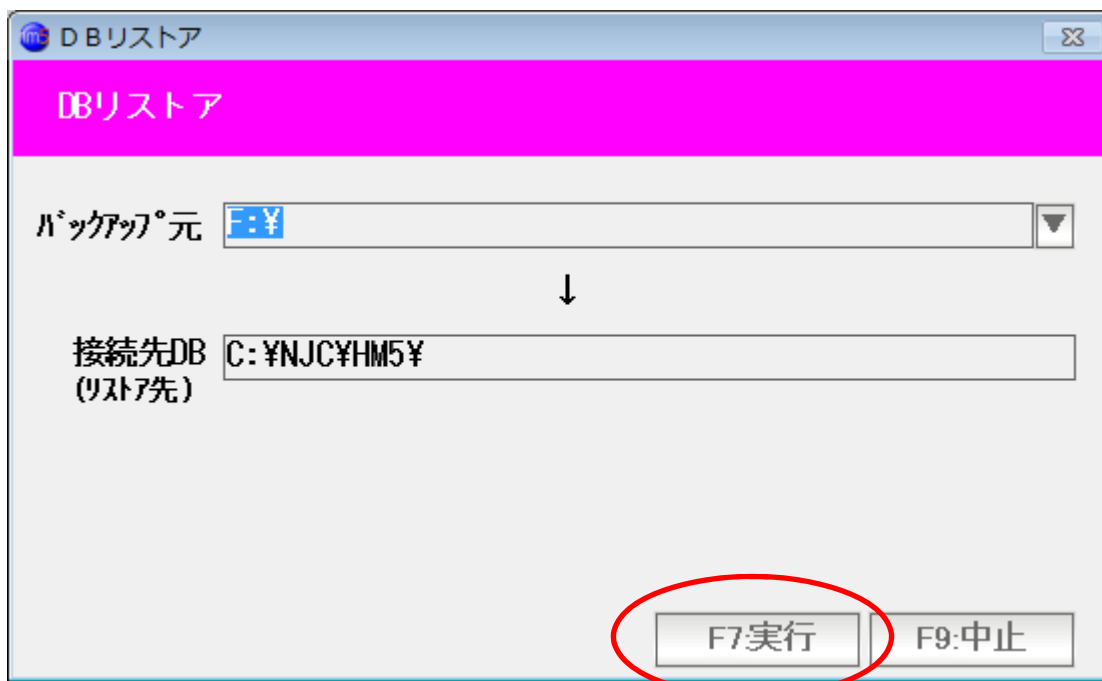 DBリストア
DBリストア
ﾊﾞｯｸｱｯﾌﾟ元 F:¥
↓
接続先DB C:¥NJC¥HM5¥
(ﾘｽﾄｱ先)
F7:実行 F9:中止